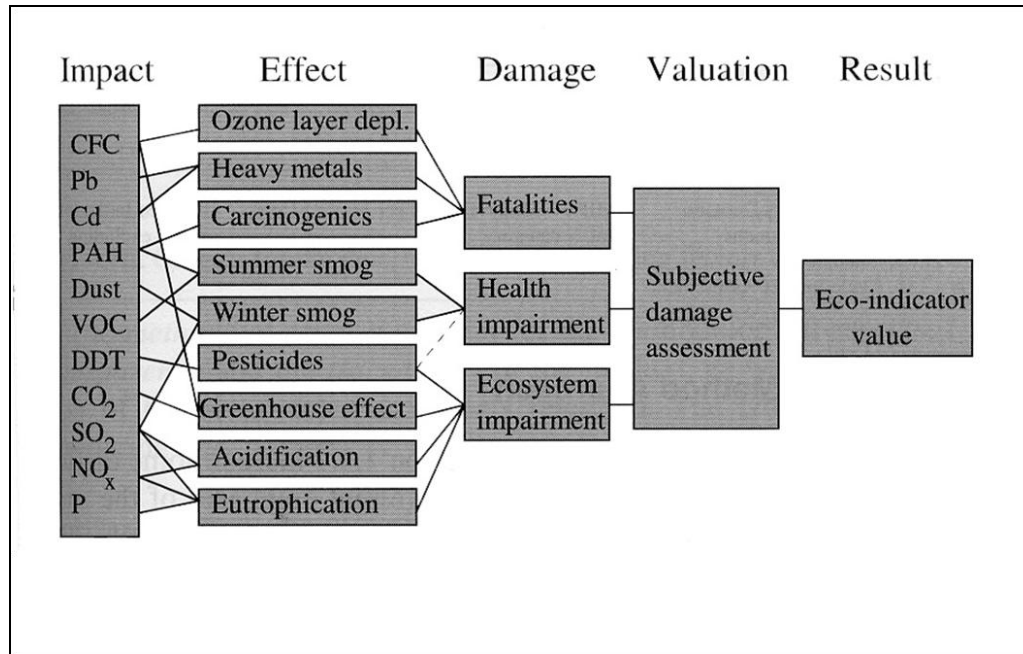 Impact
Effect
Damage
Valuation
Result
CFC
Pb
Cd
PAH
Dust
VOC
DDT
CO₂
SO₂
NOₓ
P
Ozone layer depl.
Heavy metals
Carcinogenics
Summer smog
Winter smog
Pesticides
Greenhouse effect
Acidification
Eutrophication
Fatalities
Health
impairment
Ecosystem
impairment
Subjective
damage
assessment
Eco-indicator
value